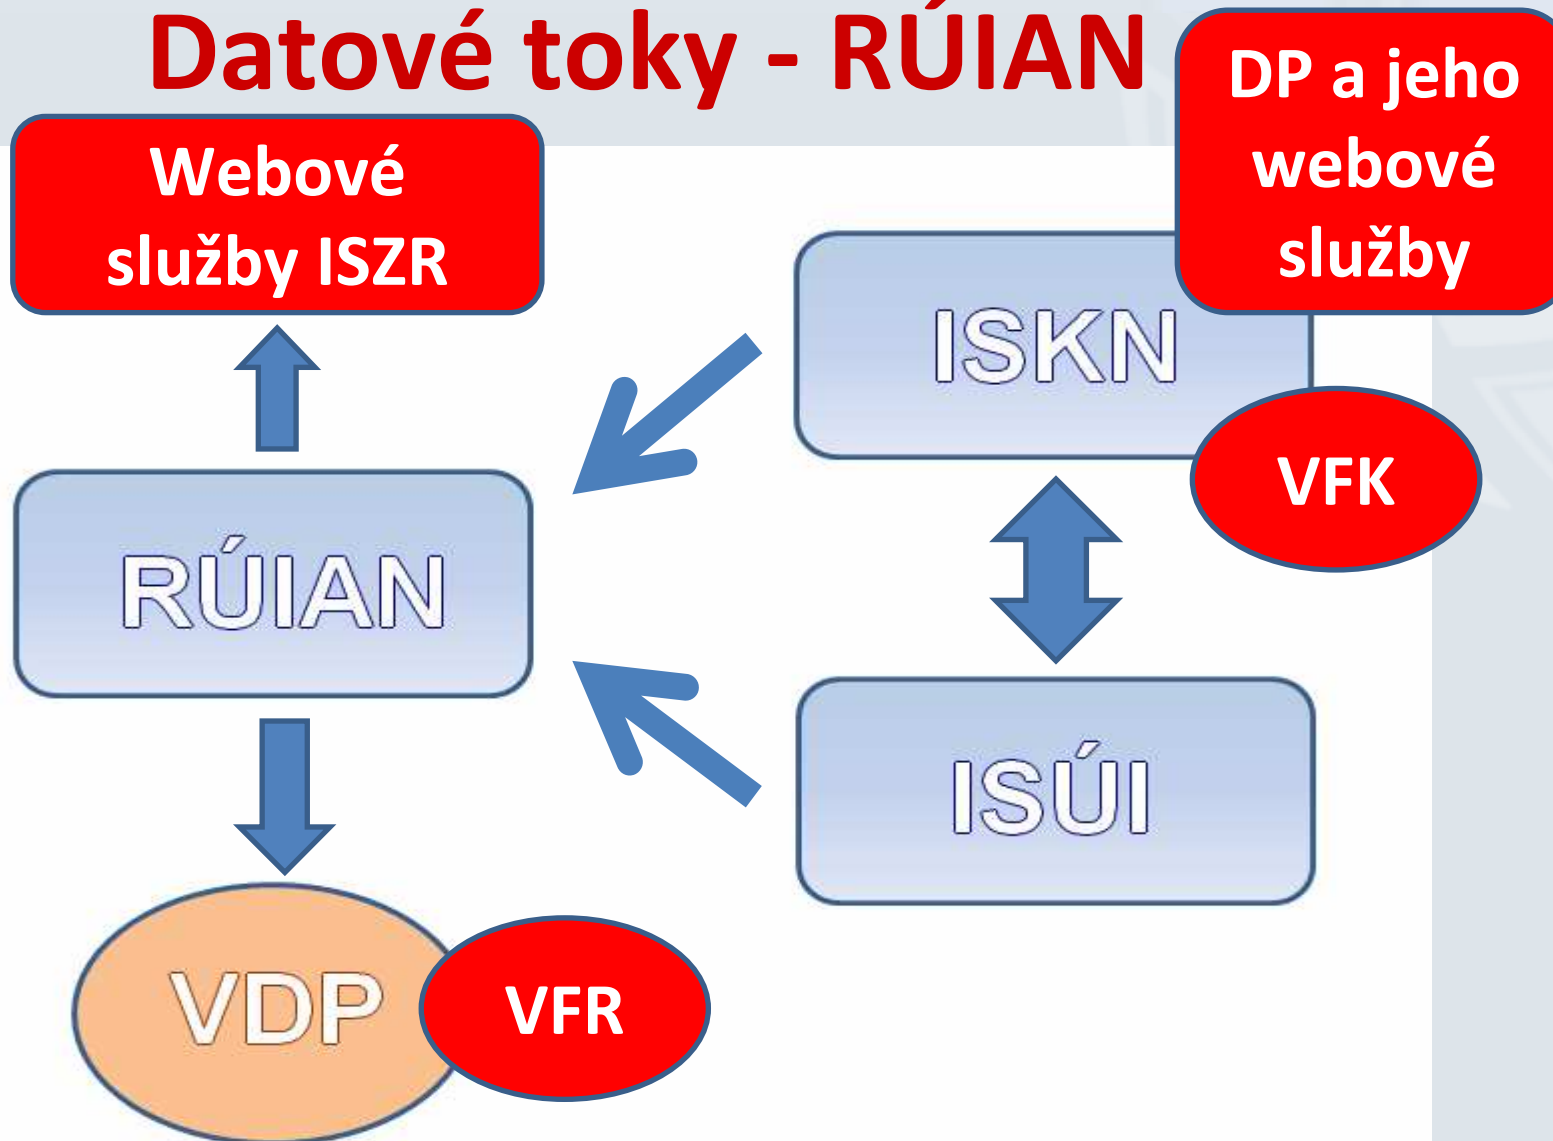 Datové toky - RÚIAN
DP a jeho
webové
služby
Webové
služby ISZR
ISKN
VFK
RÚIAN
ISÚI
VDP
VFR